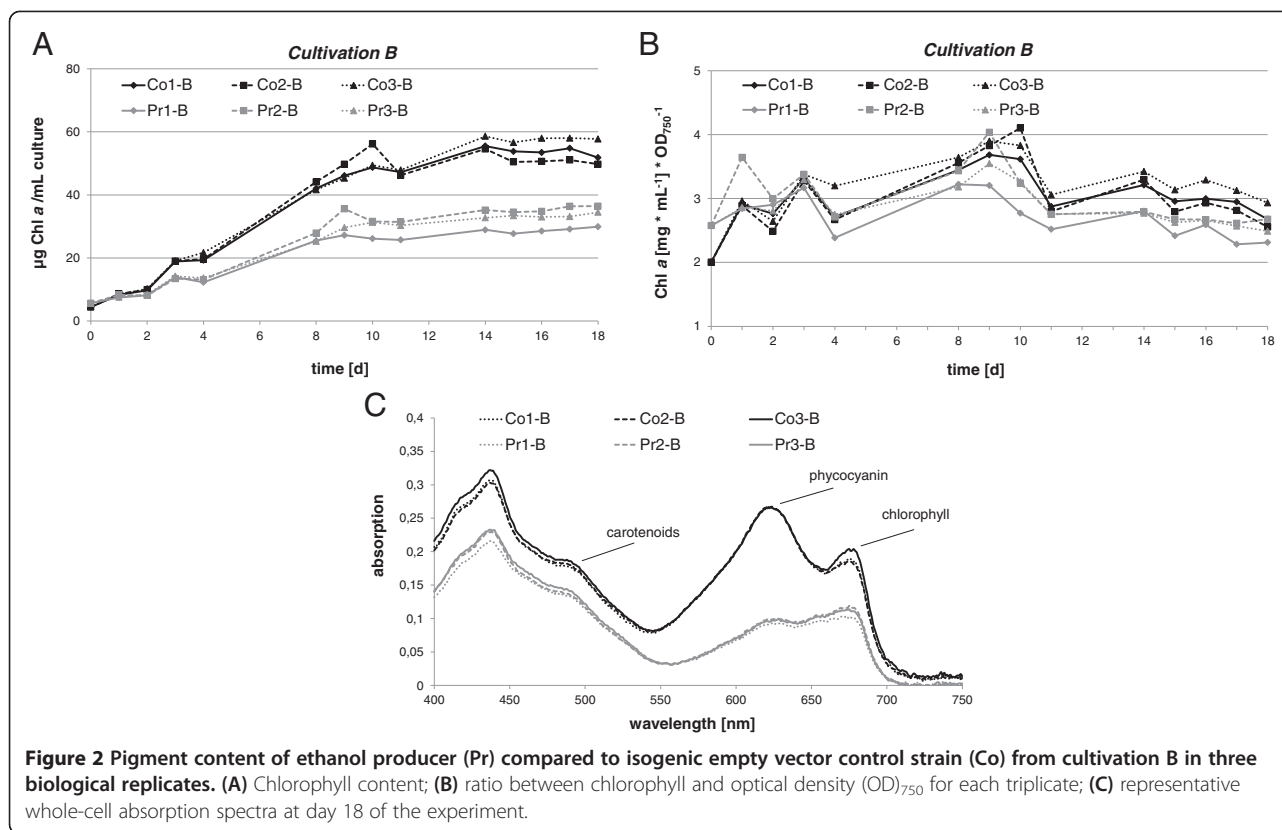 A
Cultivation B
Co1-B Co2-B Co3-B
Pr1-B Pr2-B Pr3-B
µg Chl a /mL culture
80
60
40
20
0
0 2 4 6 8 10 12 14 16 18
time [d]
B
Cultivation B
Co1-B Co2-B Co3-B
Pr1-B Pr2-B Pr3-B
Chl a [mg * mL-1] * OD750-1
5
4
3
2
1
0 2 4 6 8 10 12 14 16 18
time [d]
C
Co1-B Co2-B Co3-B
Pr1-B Pr2-B Pr3-B
absorption
0,4
0,35
0,3
0,25
0,2
0,15
0,1
0,05
0
carotenoids
phycocyanin
chlorophyll
400 450 500 550 600 650 700 750
wavelength [nm]
Figure 2 Pigment content of ethanol producer (Pr) compared to isogenic empty vector control strain (Co) from cultivation B in three
biological replicates. (A) Chlorophyll content; (B) ratio between chlorophyll and optical density (OD)750 for each triplicate; (C) representative
whole-cell absorption spectra at day 18 of the experiment.